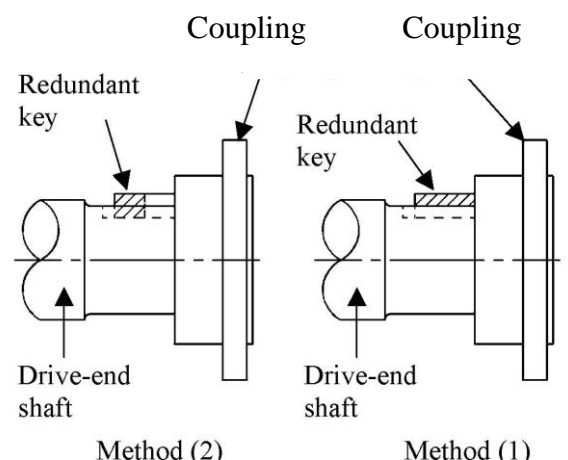 Coupling Coupling
Redundant
key
Redundant
key
Drive-end
shaft
Drive-end
shaft
Method (2) Method (1)